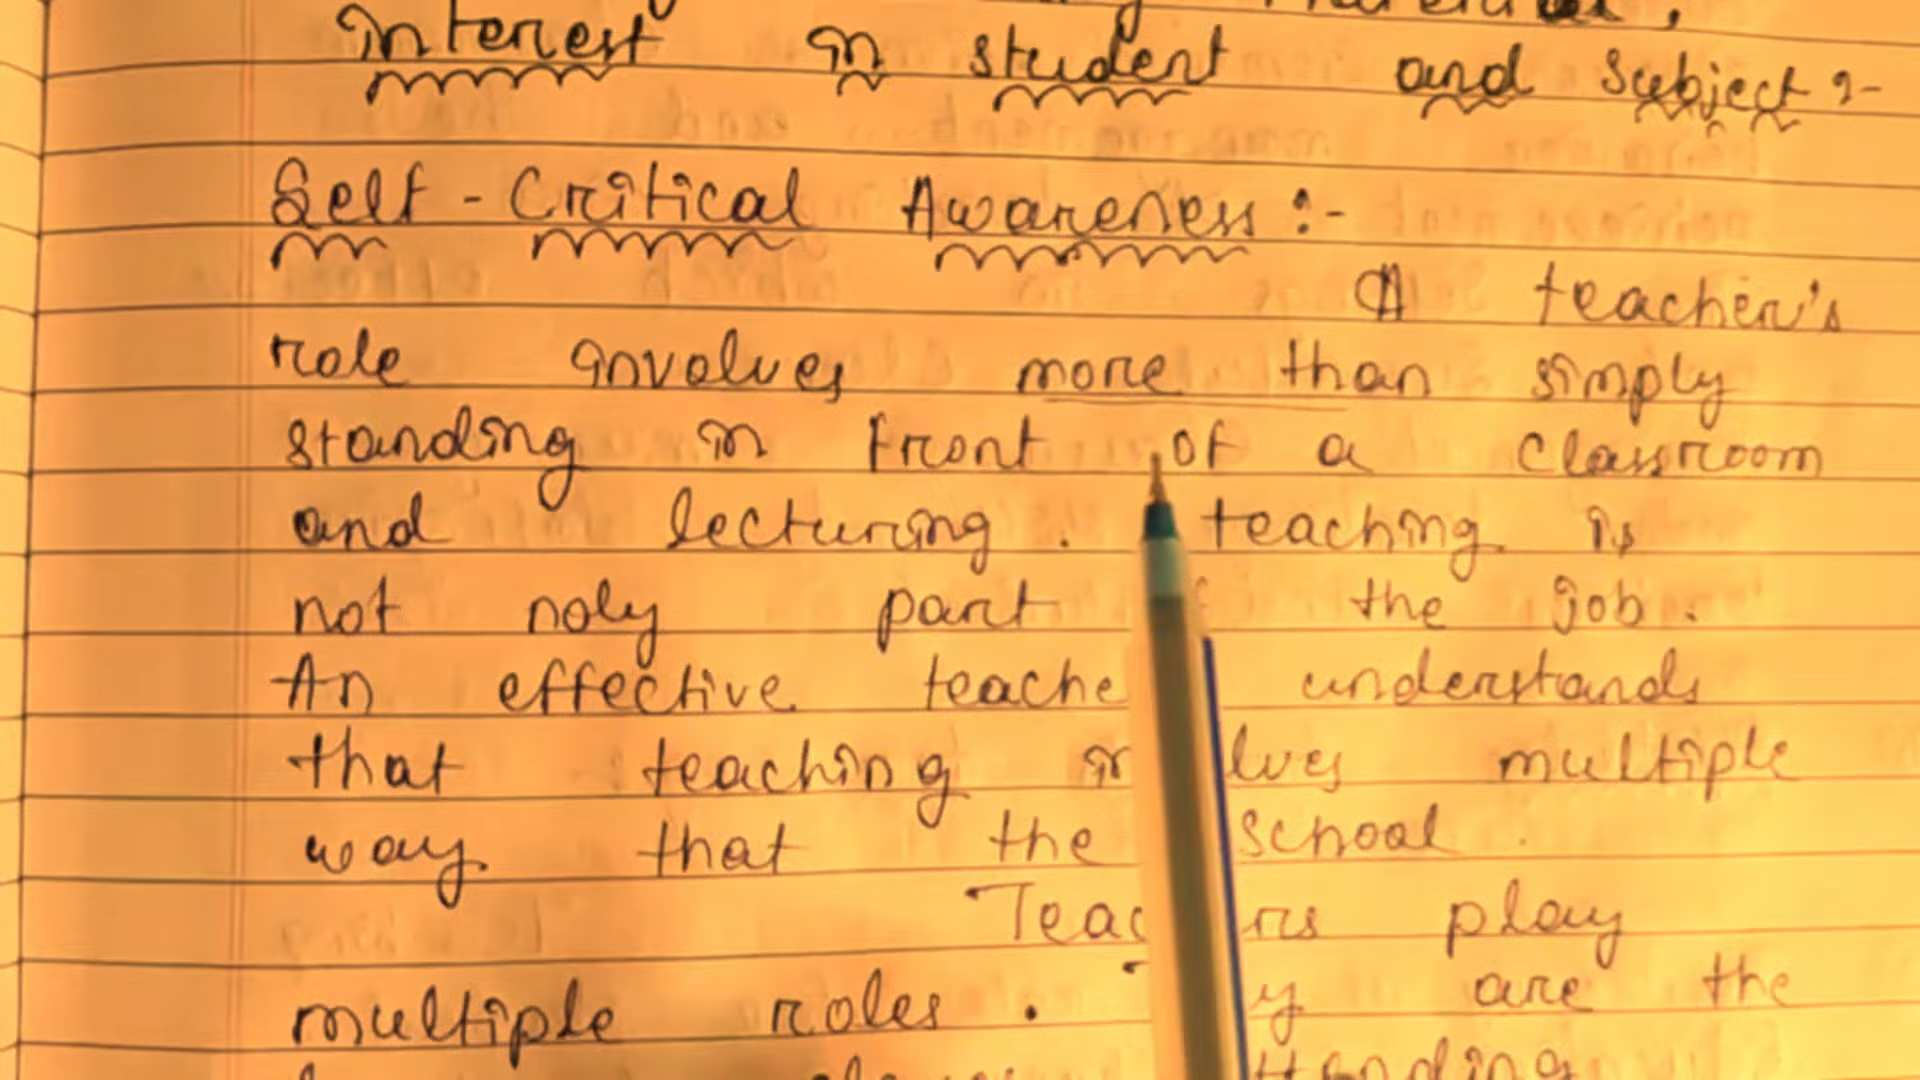 Interest in student and subject :-
Self - Critical Awareness :-
A teacher's
role involves more than simply
standing in front of a classroom
and lecturing . teaching is
not noly part the job .
An effective teache understands
that teaching multiple
way that the school .
play
multiple roles . are the